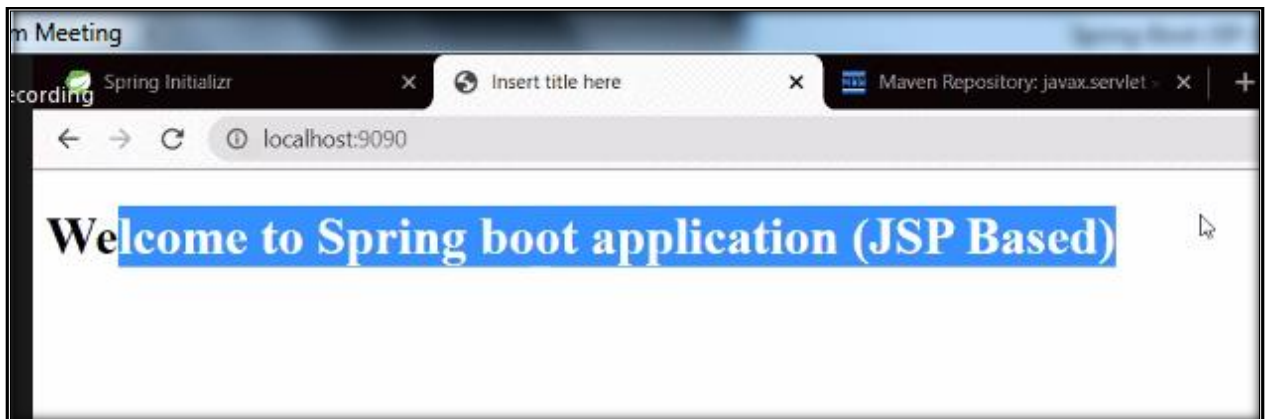 m Meeting
ecording
Spring Initializr
Insert title here
Maven Repository: javax.servlet
localhost:9090
Welcome to Spring boot application (JSP Based)